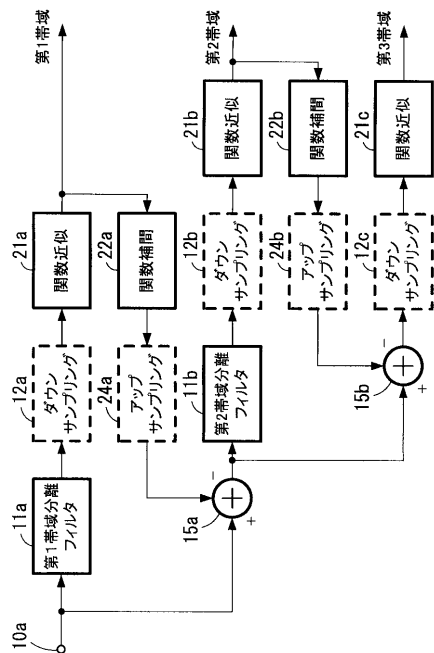 10a
11a
第1帯域分離
フィルタ
12a
ダウン
サンプリング
21a
関数近似
第1帯域
22a
関数補間
24a
アップ
サンプリング
15a
+
-
11b
第2帯域分離
フィルタ
12b
ダウン
サンプリング
21b
関数近似
第2帯域
22b
関数補間
24b
アップ
サンプリング
15b
+
-
12c
ダウン
サンプリング
21c
関数近似
第3帯域